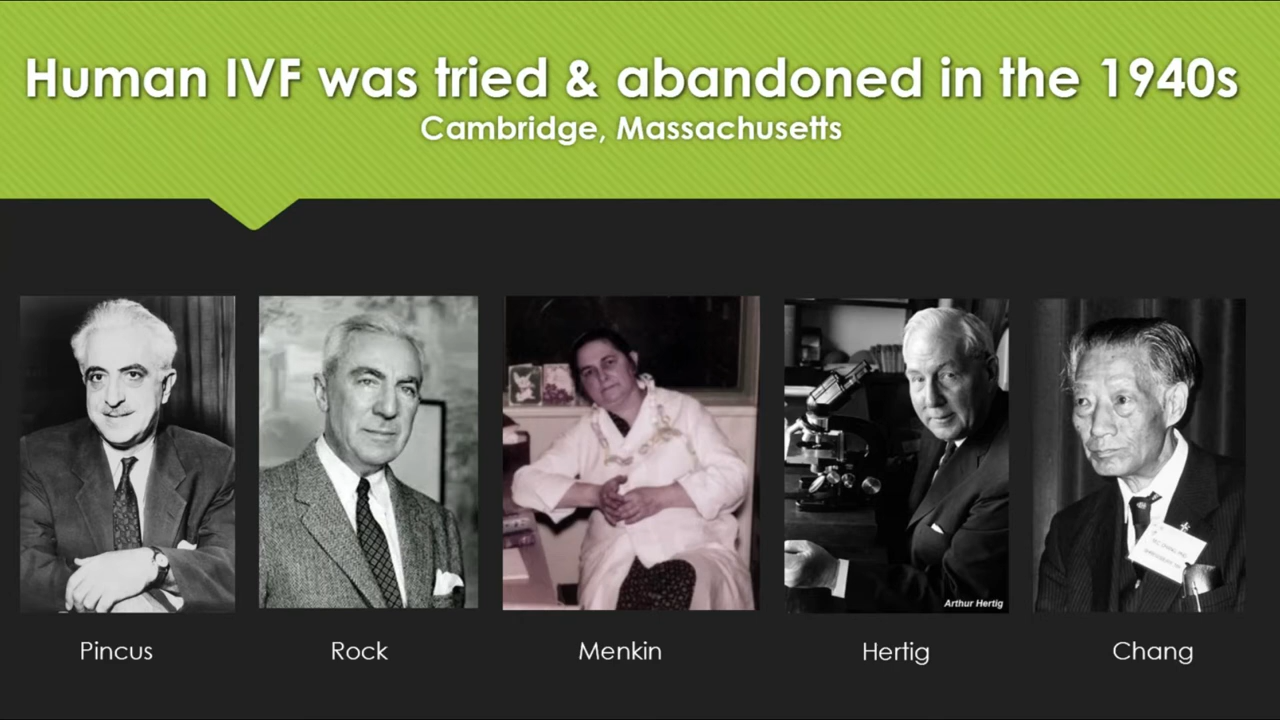 Human IVF was tried & abandoned in the 1940s
Cambridge, Massachusetts
Arthur Hertig
Pincus
Rock
Menkin
Hertig
Chang